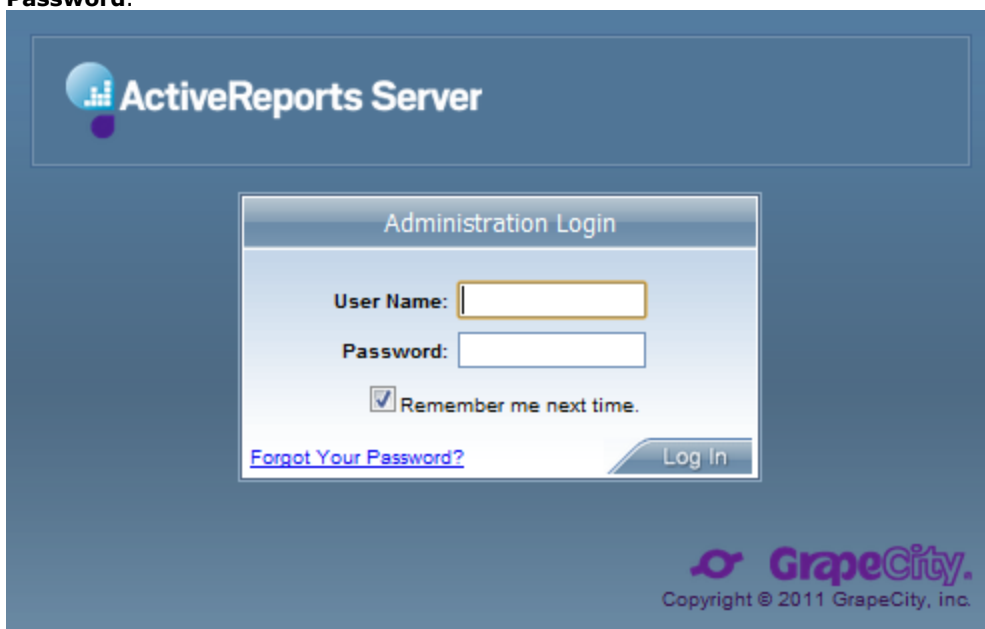 Password:
ActiveReports Server
Administration Login
User Name:
Password:
Remember me next time.
Forgot Your Password?
Log In
GrapeCity.
Copyright © 2011 GrapeCity, inc.